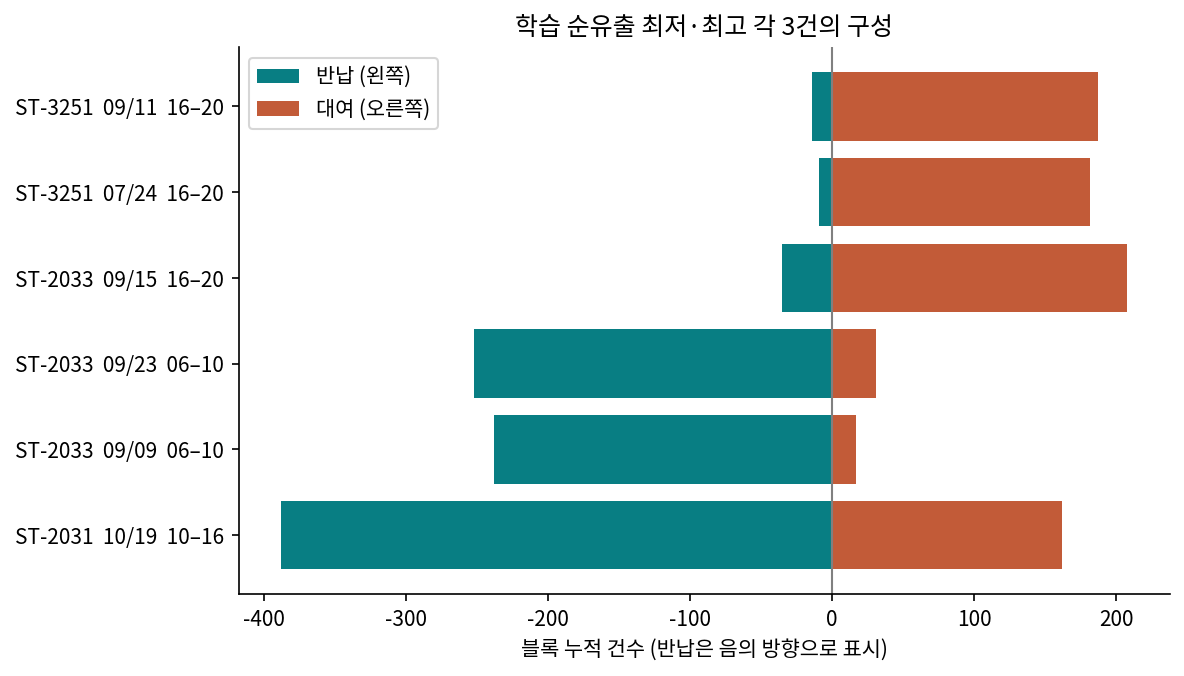 학습 순유출 최저·최고 각 3건의 구성
반납 (왼쪽)
대여 (오른쪽)
ST-3251 09/11 16–20
ST-3251 07/24 16–20
ST-2033 09/15 16–20
ST-2033 09/23 06–10
ST-2033 09/09 06–10
ST-2031 10/19 10–16
-400 -300 -200 -100 0 100 200
블록 누적 건수 (반납은 음의 방향으로 표시)